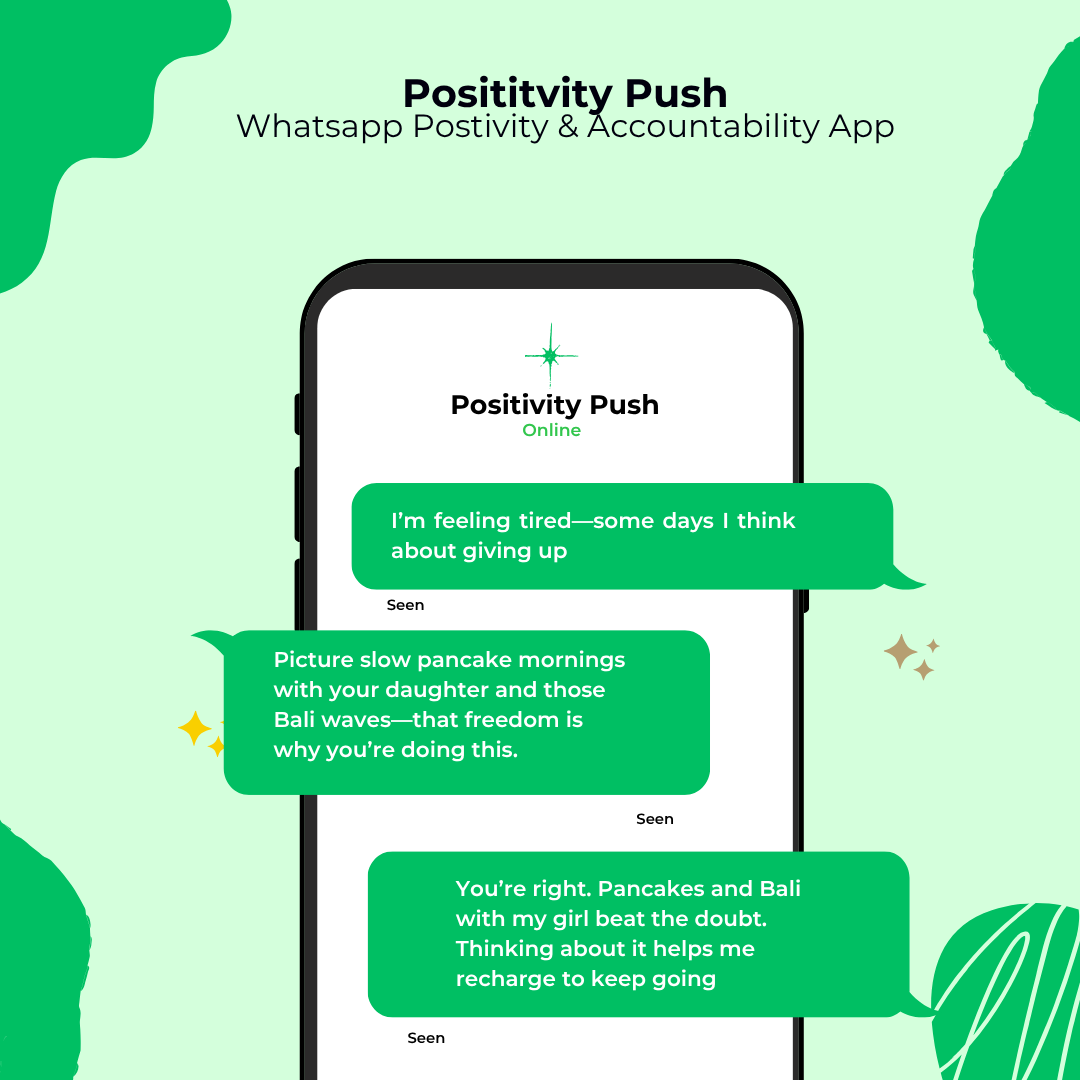 Posititvity Push
Whatsapp Postivity & Accountability App
Positivity Push
Online
I’m feeling tired—some days I think
about giving up
Seen
Picture slow pancake mornings
with your daughter and those
Bali waves—that freedom is
why you’re doing this.
Seen
You’re right. Pancakes and Bali
with my girl beat the doubt.
Thinking about it helps me
recharge to keep going
Seen